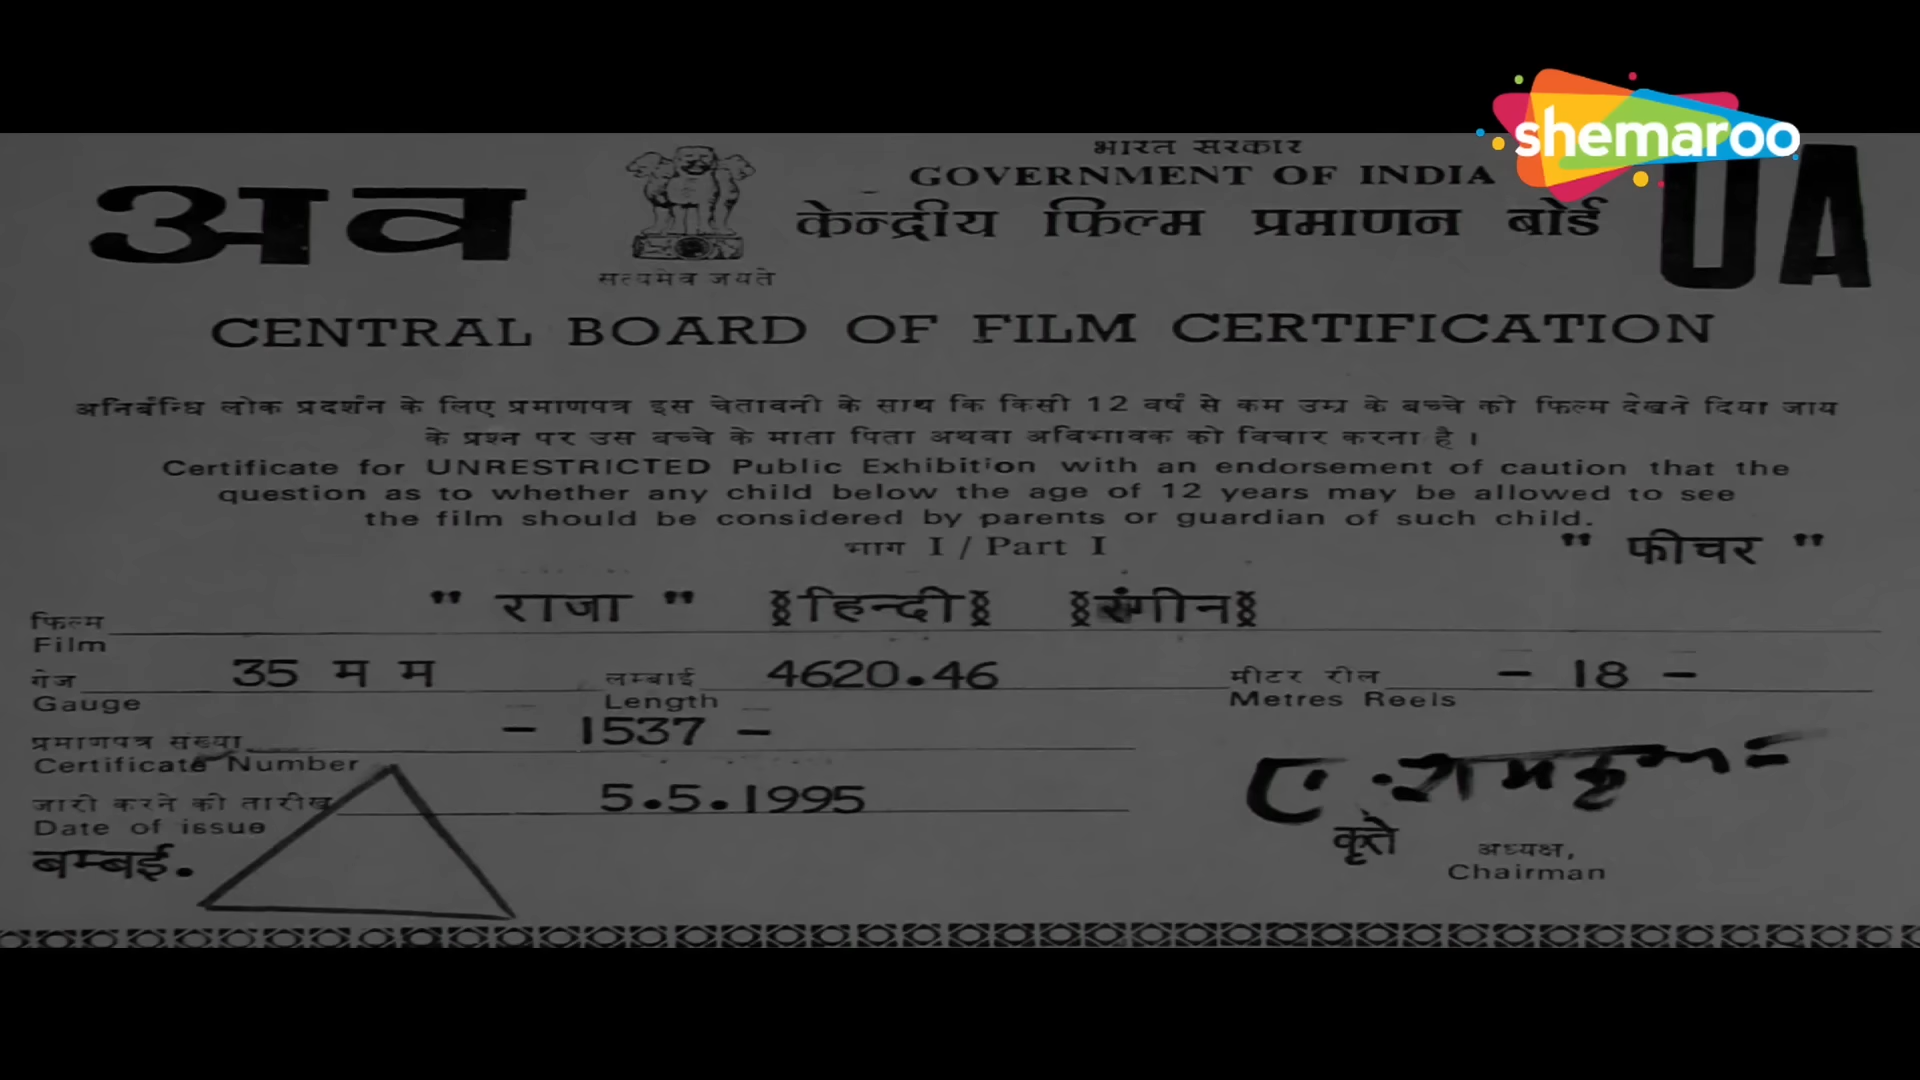 shemaroo
भारत सरकार
GOVERNMENT OF INDIA
अव केन्द्रीय फिल्म प्रमाणन बोर्ड UA
सत्यमेव जयते
CENTRAL BOARD OF FILM CERTIFICATION
अनिर्बन्धि लोक प्रदर्शन के लिए प्रमाणपत्र इस चेतावनी के साथ कि किसी 12 वर्ष से कम उम्र के बच्चे को फिल्म देखने दिया जाय
के प्रश्न पर उस बच्चे के माता पिता अथवा अविभावक को विचार करना है ।
Certificate for UNRESTRICTED Public Exhibition with an endorsement of caution that the
question as to whether any child below the age of 12 years may be allowed to see
the film should be considered by parents or guardian of such child.
भाग I / Part I
" फीचर "
फिल्म " राजा " (हिन्दी) (रंगीन)
Film
गेज 35 म म लम्बाई 4620.46 मीटर रील - 18 -
Gauge Length Metres Reels
प्रमाणपत्र संख्या - 1537 -
Certificate Number
जारी करने की तारीख 5.5.1995
Date of issue
बम्बई.
कृते
अध्यक्ष,
Chairman